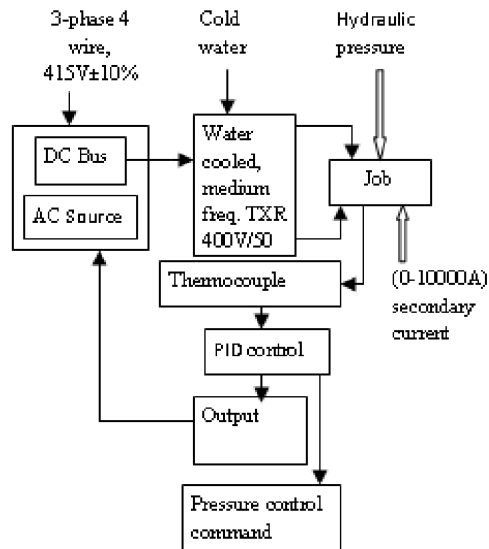 3-phase 4
wire,
415V±10%
Cold
water
Hydraulic
pressure
DC Bus
AC Source
Water
cooled,
medium
freq. TXR
400V/50
Job
Thermocouple
(0-10000A)
secondary
current
PID control
Output
Pressure control
command